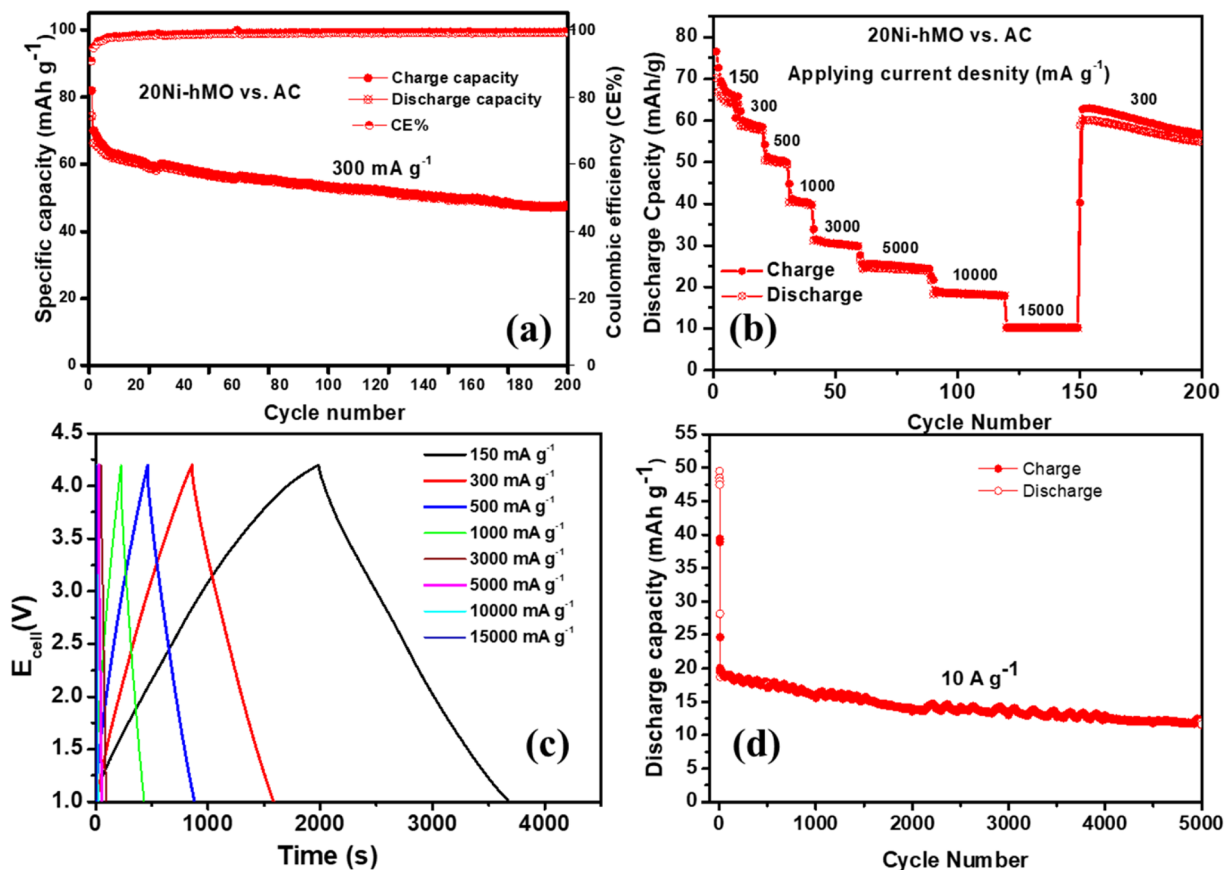 100
80
60
40
20
0
Specific capacity (mAh g-1)
20Ni-hMO vs. AC
Charge capacity
Discharge capacity
CE%
300 mA g-1
(a)
100
80
60
40
20
0
Coulombic efficiency (CE%)
0 20 40 60 80 100 120 140 160 180 200
Cycle number
80
70
60
50
40
30
20
10
0
Discharge Cpacity (mAh/g)
20Ni-hMO vs. AC
Applying current desnity (mA g-1)
150
300
500
1000
3000
5000
10000
15000
300
Charge
Discharge
(b)
0 50 100 150 200
Cycle Number
4.5
4.0
3.5
3.0
2.5
2.0
1.5
1.0
Ecell(V)
150 mA g-1
300 mA g-1
500 mA g-1
1000 mA g-1
3000 mA g-1
5000 mA g-1
10000 mA g-1
15000 mA g-1
(c)
0 1000 2000 3000 4000
Time (s)
55
50
45
40
35
30
25
20
15
10
5
0
Discharge capacity (mAh g-1)
Charge
Discharge
10 A g-1
(d)
0 1000 2000 3000 4000 5000
Cycle Number